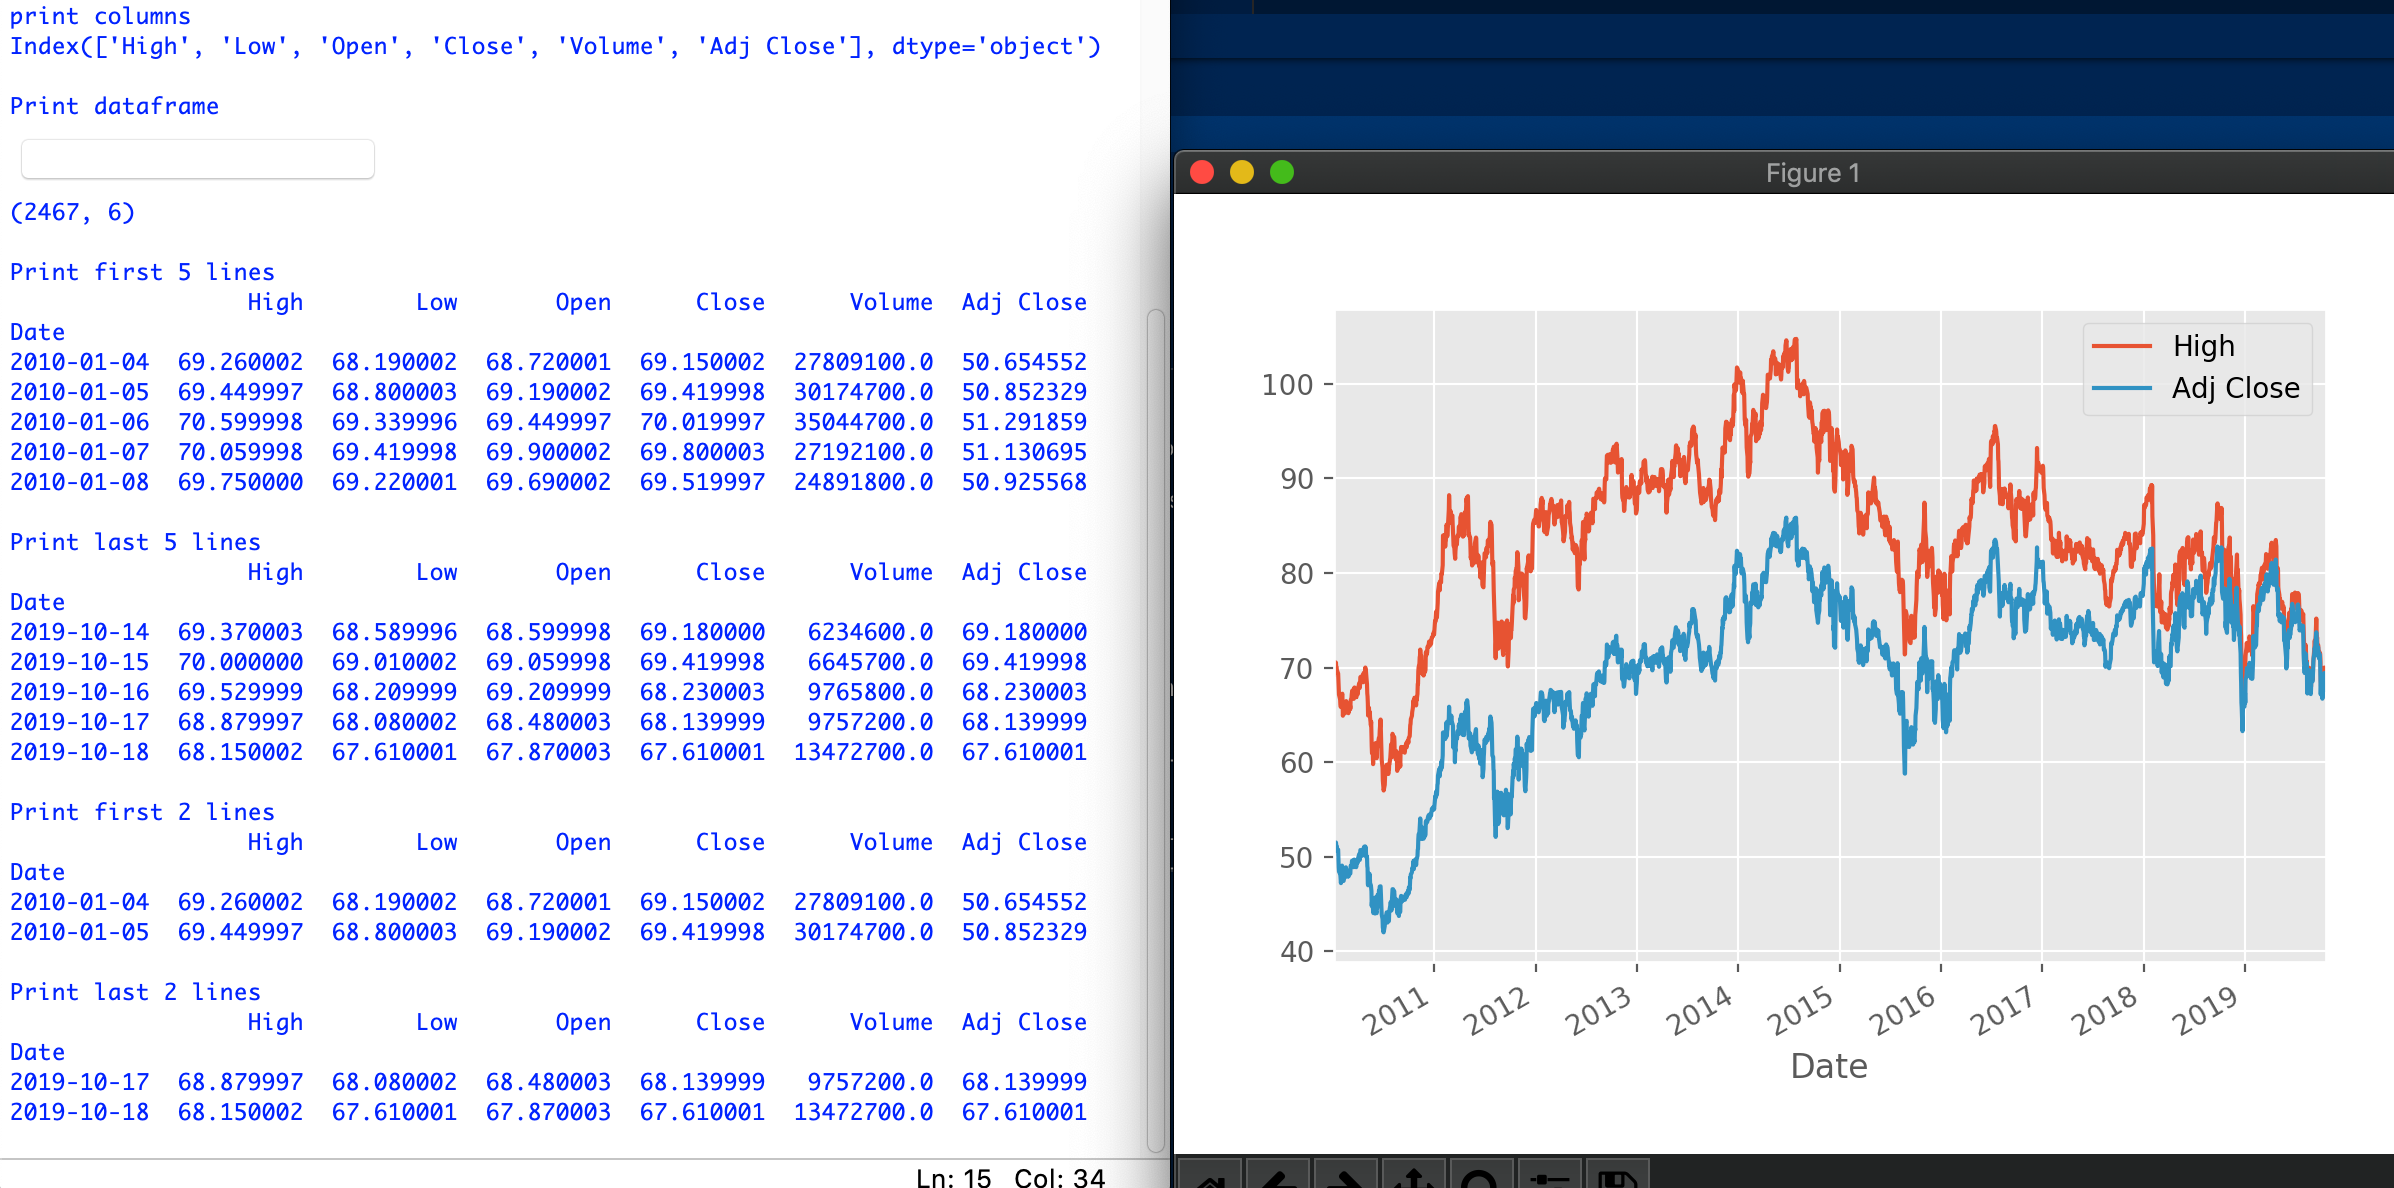 print columns
Index(['High', 'Low', 'Open', 'Close', 'Volume', 'Adj Close'], dtype='object')
Print dataframe
(2467, 6)
Print first 5 lines
High Low Open Close Volume Adj Close
Date
2010-01-04 69.260002 68.190002 68.720001 69.150002 27809100.0 50.654552
2010-01-05 69.449997 68.800003 69.190002 69.419998 30174700.0 50.852329
2010-01-06 70.599998 69.339996 69.449997 70.019997 35044700.0 51.291859
2010-01-07 70.059998 69.419998 69.900002 69.800003 27192100.0 51.130695
2010-01-08 69.750000 69.220001 69.690002 69.519997 24891800.0 50.925568
Print last 5 lines
High Low Open Close Volume Adj Close
Date
2019-10-14 69.370003 68.589996 68.599998 69.180000 6234600.0 69.180000
2019-10-15 70.000000 69.010002 69.059998 69.419998 6645700.0 69.419998
2019-10-16 69.529999 68.209999 69.209999 68.230003 9765800.0 68.230003
2019-10-17 68.879997 68.080002 68.480003 68.139999 9757200.0 68.139999
2019-10-18 68.150002 67.610001 67.870003 67.610001 13472700.0 67.610001
Print first 2 lines
High Low Open Close Volume Adj Close
Date
2010-01-04 69.260002 68.190002 68.720001 69.150002 27809100.0 50.654552
2010-01-05 69.449997 68.800003 69.190002 69.419998 30174700.0 50.852329
Print last 2 lines
High Low Open Close Volume Adj Close
Date
2019-10-17 68.879997 68.080002 68.480003 68.139999 9757200.0 68.139999
2019-10-18 68.150002 67.610001 67.870003 67.610001 13472700.0 67.610001
Ln: 15 Col: 34
Figure 1
High
Adj Close
100
90
80
70
60
50
40
2011 2012 2013 2014 2015 2016 2017 2018 2019
Date